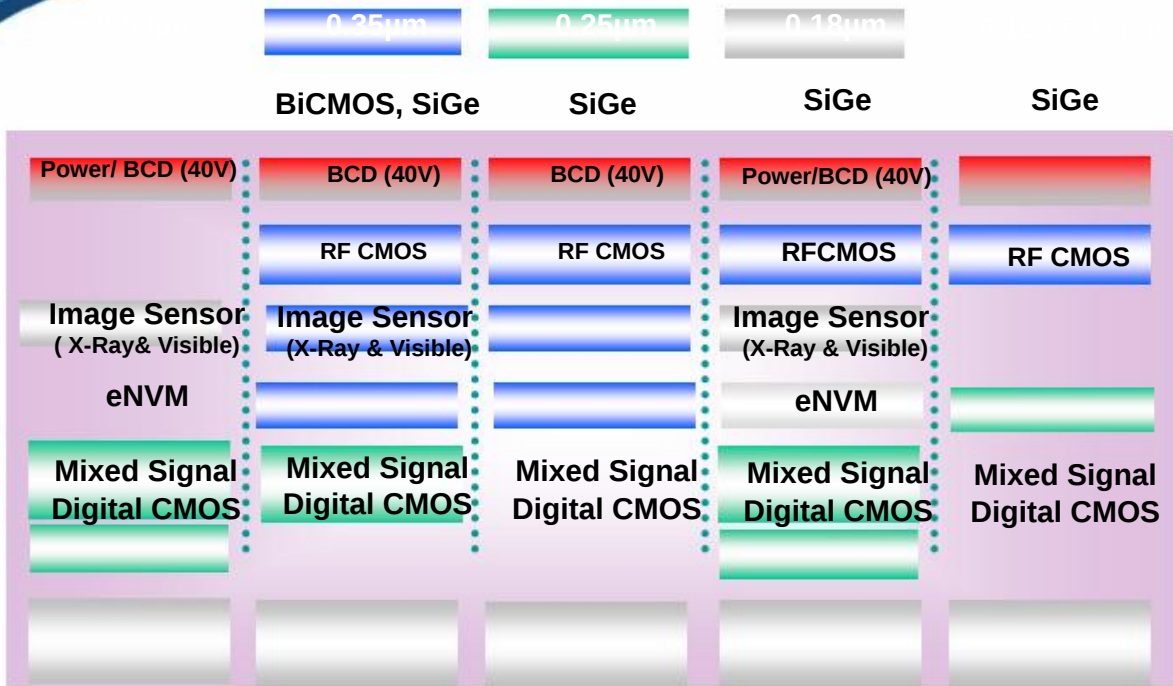 0.35µm 0.25µm 0.18µm
BiCMOS, SiGe SiGe SiGe SiGe
Power/ BCD (40V) BCD (40V) BCD (40V) Power/BCD (40V)
RF CMOS RF CMOS RFCMOS RF CMOS
Image Sensor Image Sensor Image Sensor
( X-Ray& Visible) (X-Ray & Visible) (X-Ray & Visible)
eNVM eNVM
Mixed Signal Mixed Signal Mixed Signal Mixed Signal Mixed Signal
Digital CMOS Digital CMOS Digital CMOS Digital CMOS Digital CMOS